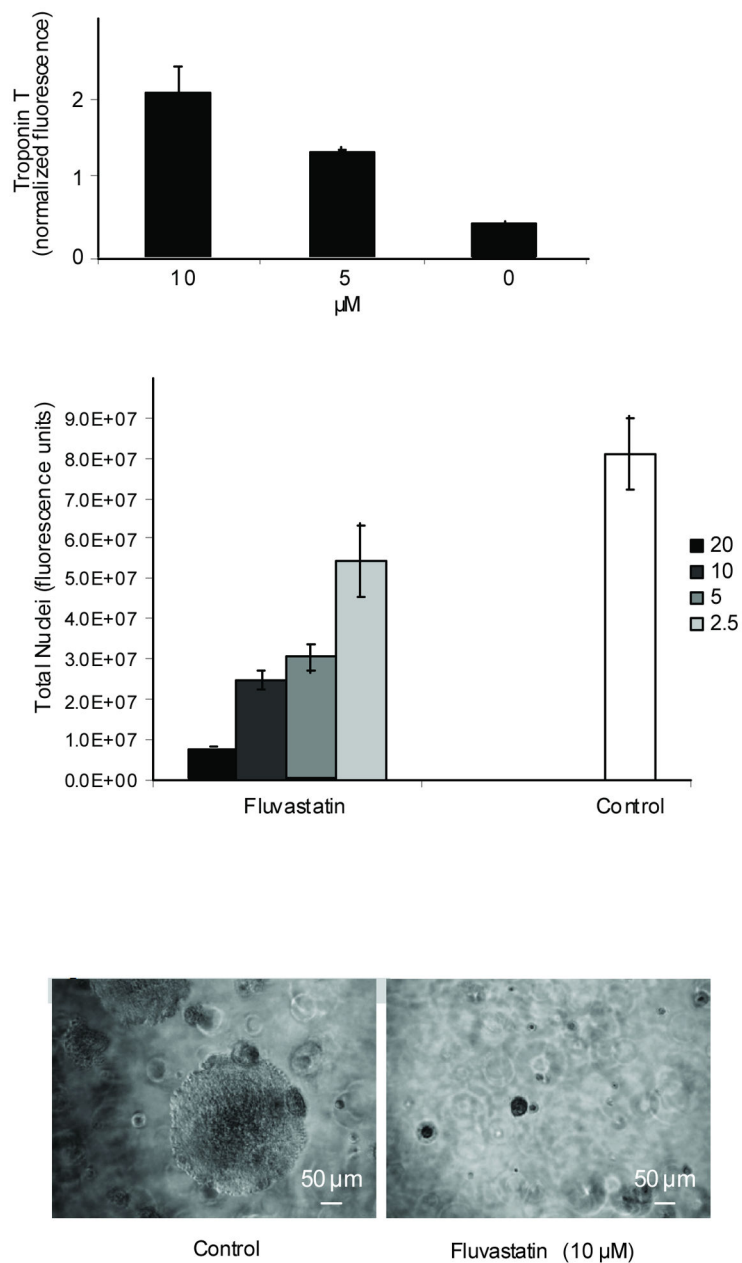 Troponin T
(normalized fluorescence)
2
1
0
10 5 0
µM
Total Nudei (fluorescence units)
9.0E+07
8.0E+07
7.0E+07
6.0E+07
5.0E+07
4.0E+07
3.0E+07
2.0E+07
1.0E+07
0.0E+00
20
10
5
2.5
Fluvastatin Control
50 µm 50 µm
Control Fluvastatin (10 µM)